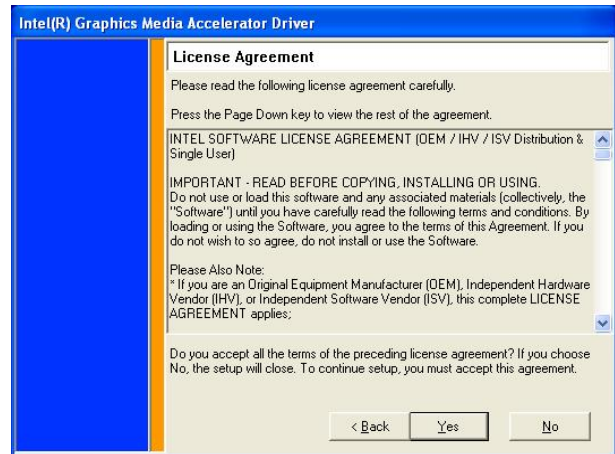 Intel(R) Graphics Media Accelerator Driver
License Agreement
Please read the following license agreement carefully.
Press the Page Down key to view the rest of the agreement.
INTEL SOFTWARE LICENSE AGREEMENT (OEM / IHV / ISV Distribution &
Single User)
IMPORTANT - READ BEFORE COPYING, INSTALLING OR USING.
Do not use or load this software and any associated materials (collectively, the
"Software") until you have carefully read the following terms and conditions. By
loading or using the Software, you agree to the terms of this Agreement. If you
do not wish to so agree, do not install or use the Software.
Please Also Note:
* If you are an Original Equipment Manufacturer (OEM), Independent Hardware
Vendor (IHV), or Independent Software Vendor (ISV), this complete LICENSE
AGREEMENT applies;
Do you accept all the terms of the preceding license agreement? If you choose
No, the setup will close. To continue setup, you must accept this agreement.
< Back Yes No